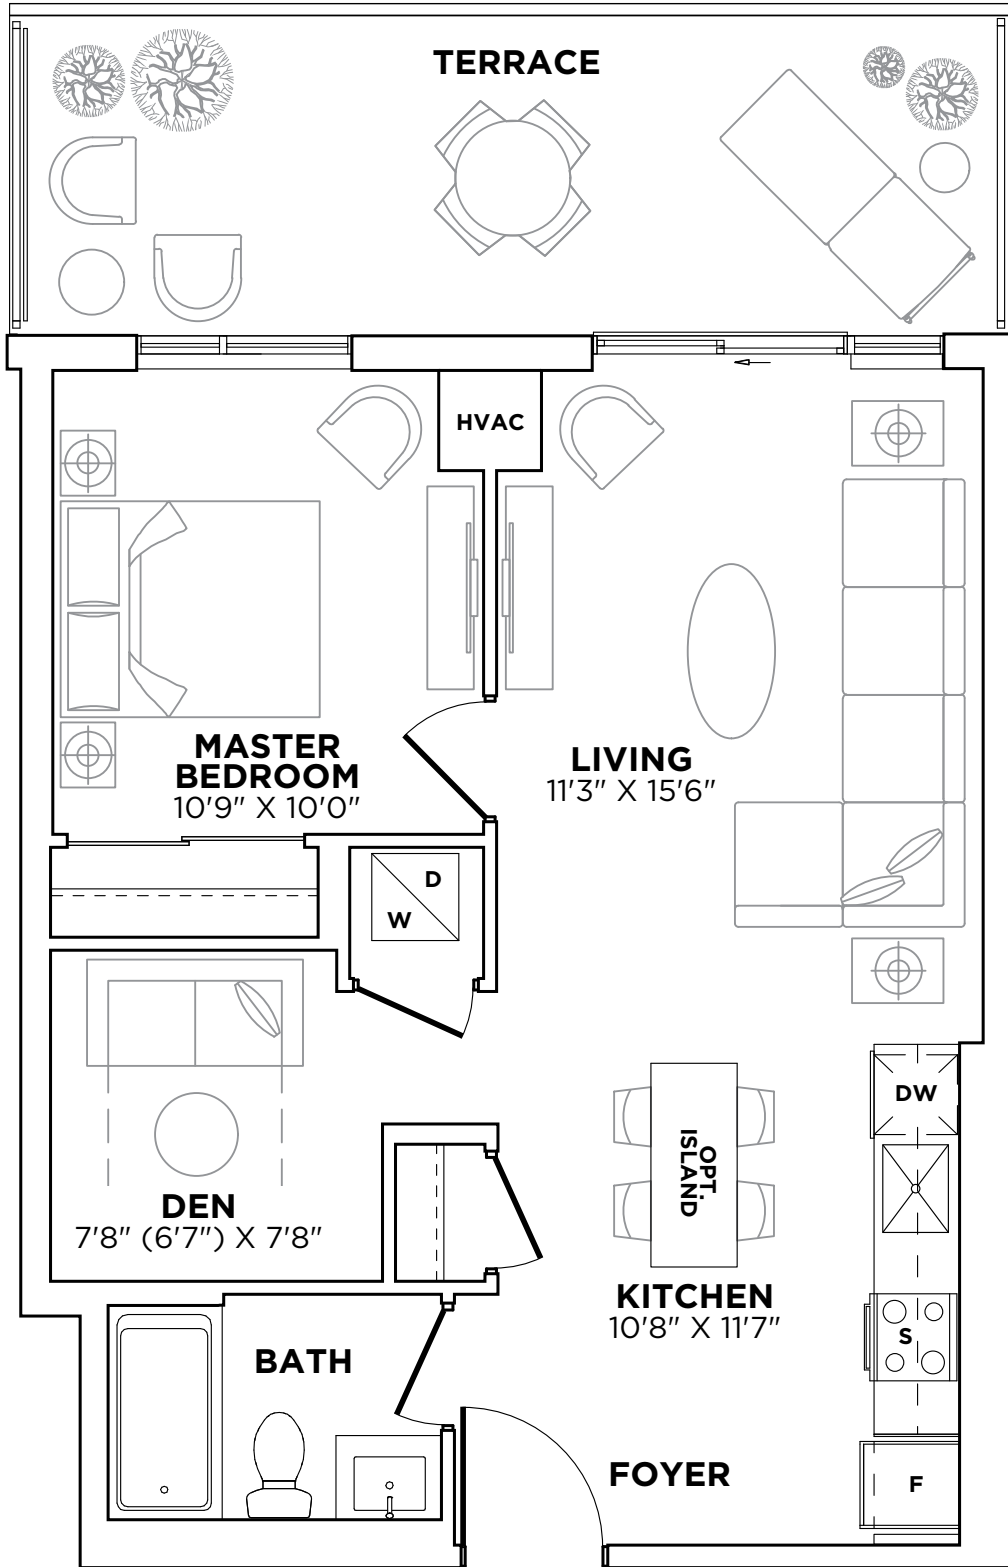 TERRACE
HVAC
MASTER
BEDROOM
10'9" X 10'0"
LIVING
11'3" X 15'6"
D
W
DW
OPT.
ISLAND
DEN
7'8" (6'7") X 7'8"
KITCHEN
10'8" X 11'7"
S
BATH
FOYER
F